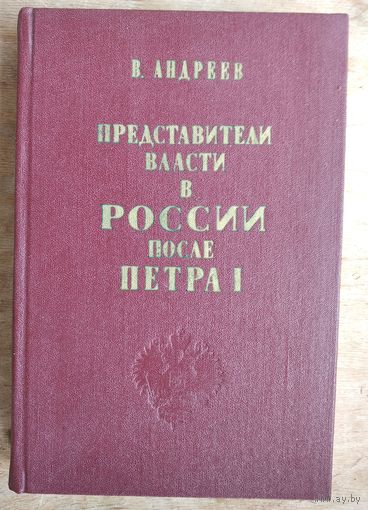 В. АНДРЕЕВ
ПРЕДСТАВИТЕЛИ
ВЛАСТИ
В
РОССИИ
ПОСЛЕ
ПЕТРА I